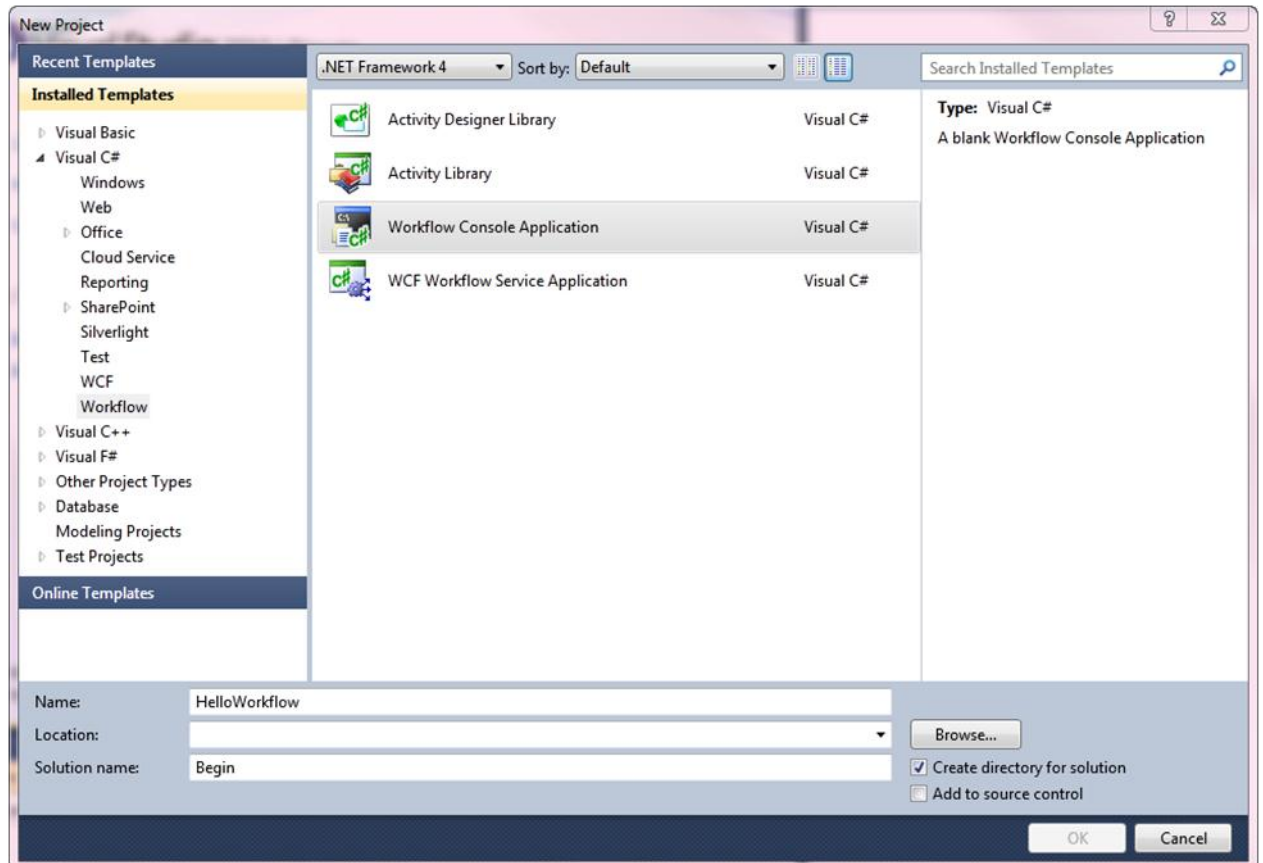 New Project
Recent Templates
Installed Templates
Visual Basic
Visual C#
Windows
Web
Office
Cloud Service
Reporting
SharePoint
Silverlight
Test
WCF
Workflow
Visual C++
Visual F#
Other Project Types
Database
Modeling Projects
Test Projects
Online Templates
.NET Framework 4 Sort by: Default
Activity Designer Library Visual C#
Activity Library Visual C#
Workflow Console Application Visual C#
WCF Workflow Service Application Visual C#
Search Installed Templates
Type: Visual C#
A blank Workflow Console Application
Name: HelloWorkflow
Location:
Browse...
Solution name: Begin
Create directory for solution
Add to source control
OK Cancel